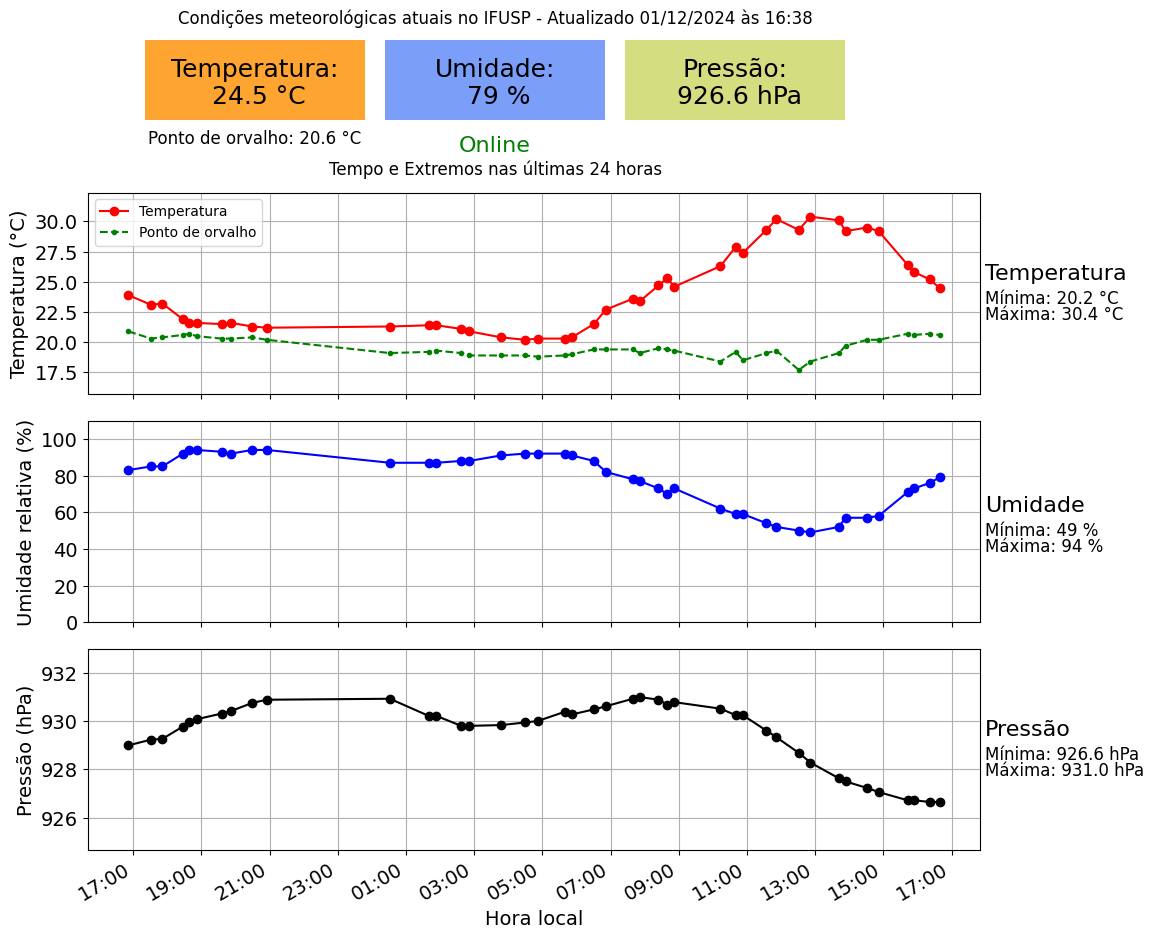 Condições meteorológicas atuais no IFUSP - Atualizado 01/12/2024 às 16:38
Temperatura:
24.5 °C
Umidade:
79 %
Pressão:
926.6 hPa
Ponto de orvalho: 20.6 °C
Online
Tempo e Extremos nas últimas 24 horas
Temperatura (°C)
30.0
27.5
25.0
22.5
20.0
17.5
Temperatura
Ponto de orvalho
Temperatura
Mínima: 20.2 °C
Máxima: 30.4 °C
Umidade relativa (%)
100
80
60
40
20
0
Umidade
Mínima: 49 %
Máxima: 94 %
Pressão (hPa)
932
930
928
926
Pressão
Mínima: 926.6 hPa
Máxima: 931.0 hPa
17:00 19:00 21:00 23:00 01:00 03:00 05:00 07:00 09:00 11:00 13:00 15:00 17:00
Hora local